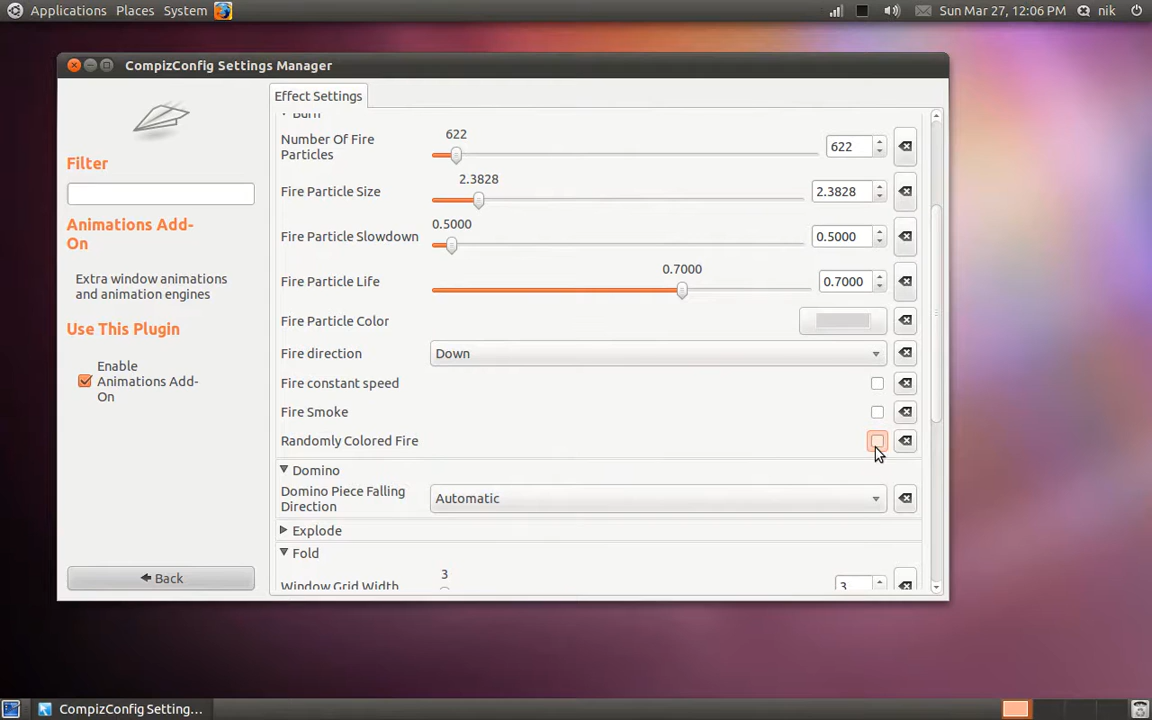 Applications Places System Sun Mar 27, 12:06 PM nik
CompizConfig Settings Manager
Effect Settings
Filter
Animations Add-
On
Extra window animations
and animation engines
Use This Plugin
Enable
Animations Add-
On
Back
Burn
Number Of Fire
Particles
622
622
Fire Particle Size
2.3828
2.3828
Fire Particle Slowdown
0.5000
0.5000
Fire Particle Life
0.7000
0.7000
Fire Particle Color
Fire direction
Down
Fire constant speed
Fire Smoke
Randomly Colored Fire
Domino
Domino Piece Falling
Direction
Automatic
Explode
Fold
Window Grid Width
3
3
CompizConfig Setting...